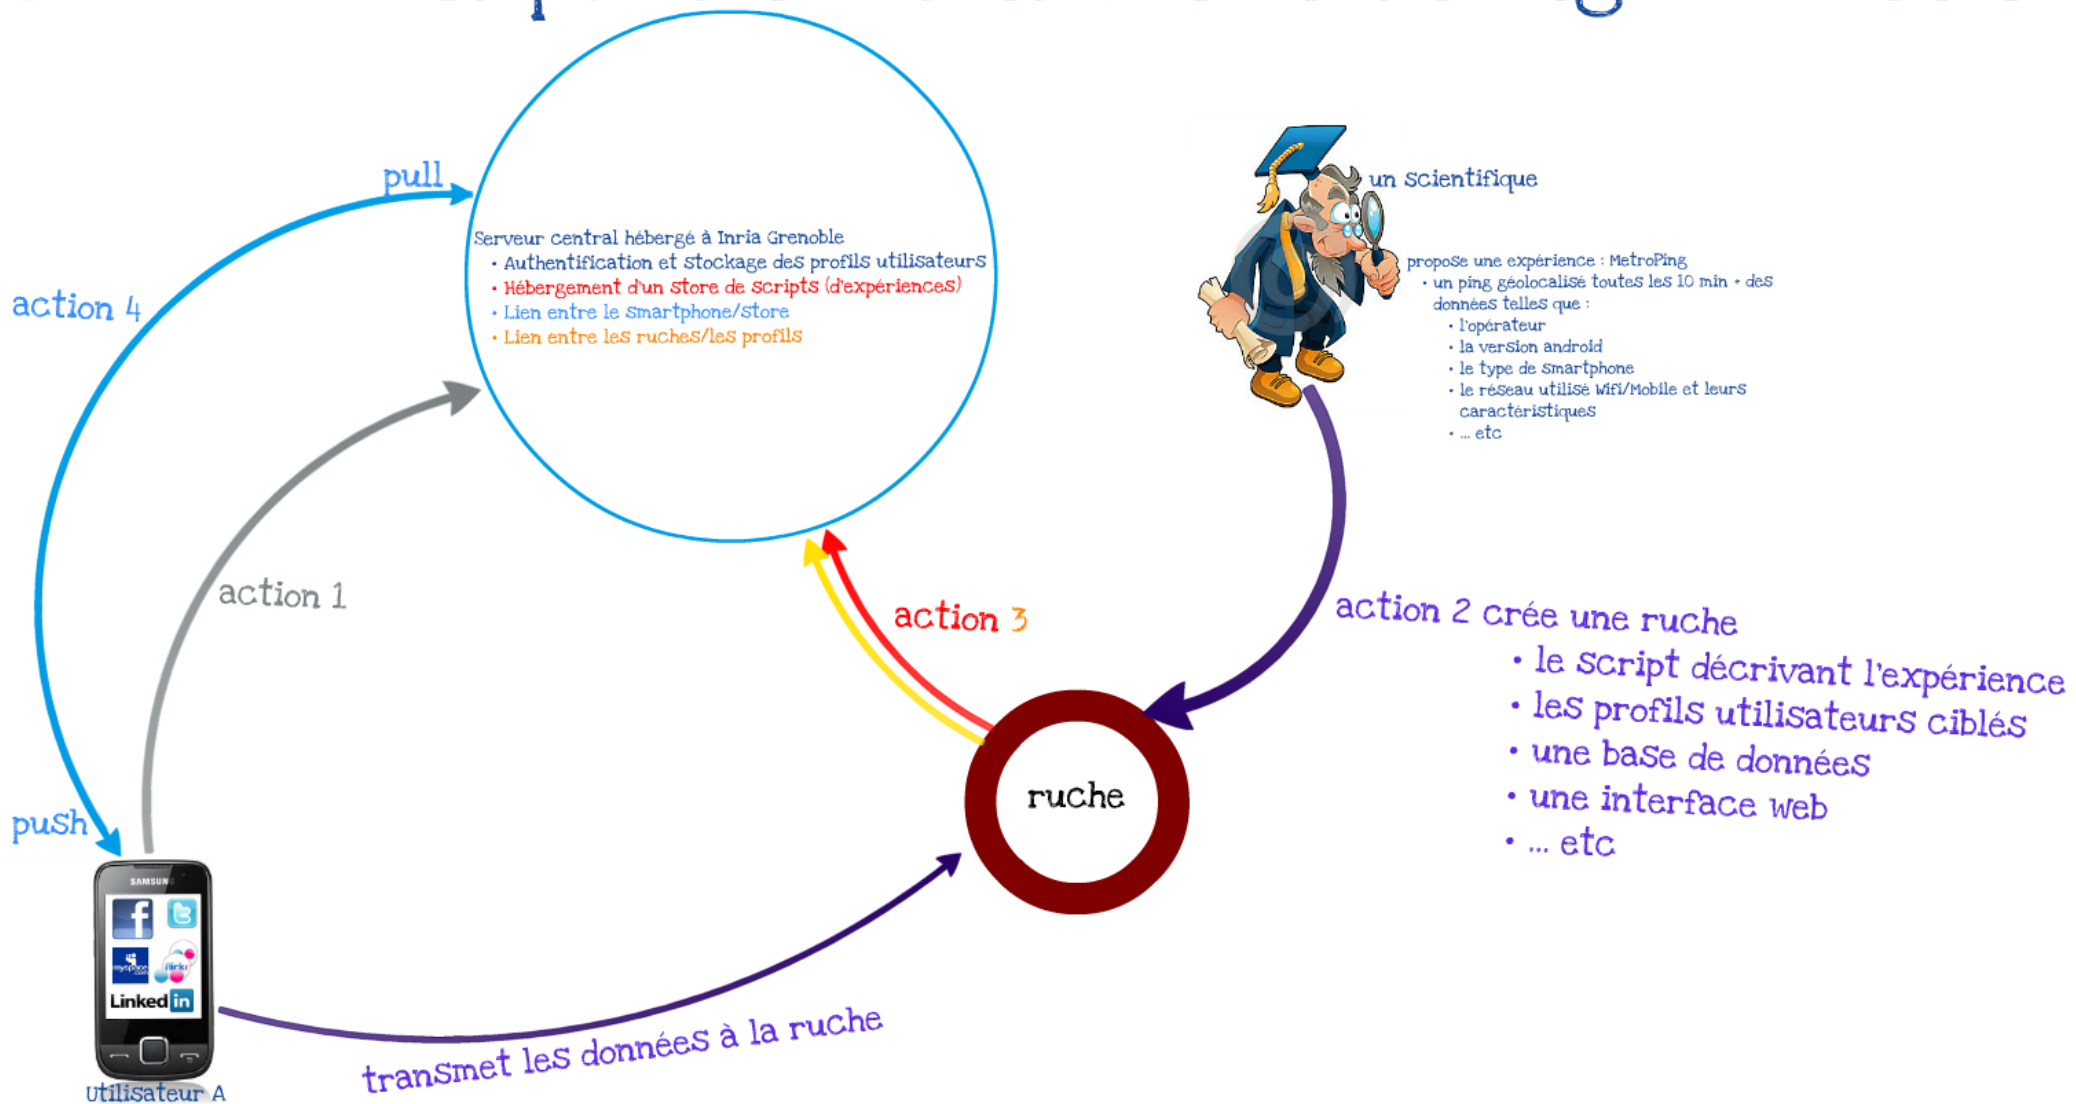 pull
action 4
Serveur central hébergé à Inria Grenoble
• Authentification et stockage des profils utilisateurs
• Hébergement d'un store de scripts (d'expériences)
• Lien entre le smartphone/store
• Lien entre les ruches/les profils
un scientifique
propose une expérience : MetroPing
• un ping géolocalisé toutes les 10 min + des
données telles que :
• l'opérateur
• la version android
• le type de smartphone
• le réseau utilisé Wifi/Mobile et leurs
caractéristiques
• ... etc
action 1
action 3
action 2 crée une ruche
• le script décrivant l'expérience
• les profils utilisateurs ciblés
• une base de données
• une interface web
• ... etc
ruche
push
SAMSUNG
myspace.com
flickr
Linked in
transmet les données à la ruche
Utilisateur A